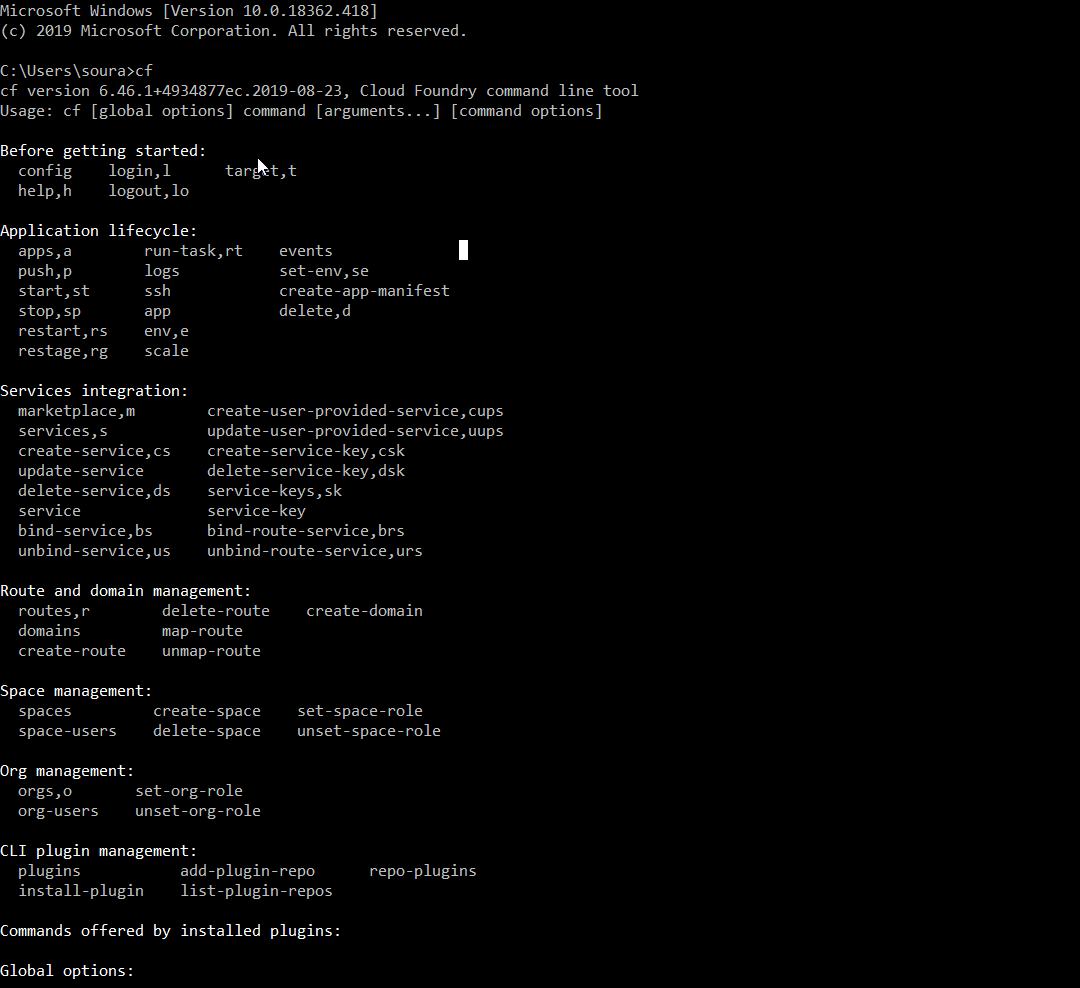 Microsoft Windows [Version 10.0.18362.418]
(c) 2019 Microsoft Corporation. All rights reserved.
C:\Users\soura>cf
cf version 6.46.1+4934877ec.2019-08-23, Cloud Foundry command line tool
Usage: cf [global options] command [arguments...] [command options]
Before getting started:
config login,l target,t
help,h logout,lo
Application lifecycle:
apps,a run-task,rt events
push,p logs set-env,se
start,st ssh create-app-manifest
stop,sp app delete,d
restart,rs env,e
restage,rg scale
Services integration:
marketplace,m create-user-provided-service,cups
services,s update-user-provided-service,uups
create-service,cs create-service-key,csk
update-service delete-service-key,dsk
delete-service,ds service-keys,sk
service service-key
bind-service,bs bind-route-service,brs
unbind-service,us unbind-route-service,urs
Route and domain management:
routes,r delete-route create-domain
domains map-route
create-route unmap-route
Space management:
spaces create-space set-space-role
space-users delete-space unset-space-role
Org management:
orgs,o set-org-role
org-users unset-org-role
CLI plugin management:
plugins add-plugin-repo repo-plugins
install-plugin list-plugin-repos
Commands offered by installed plugins:
Global options: